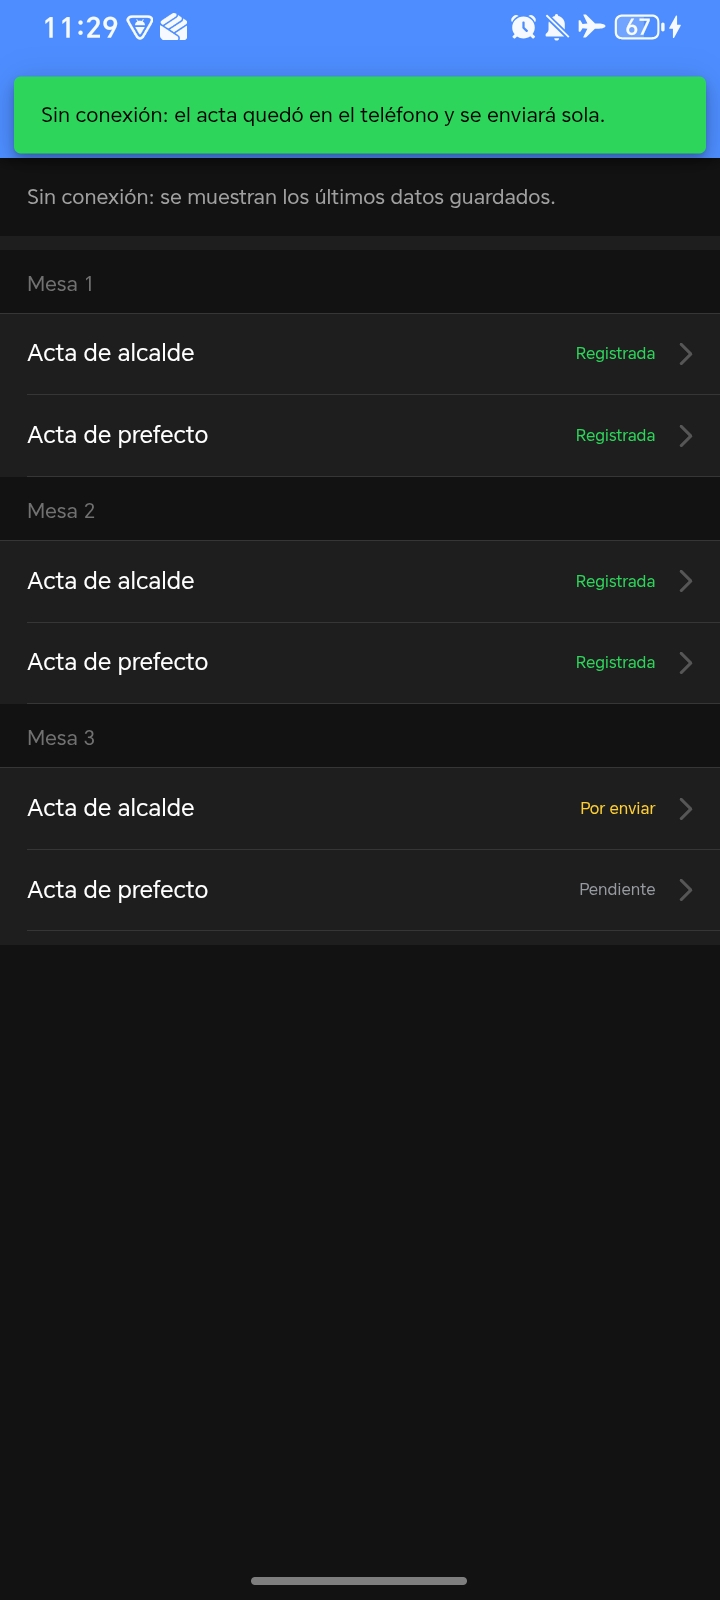 11:29
67
Sin conexión: el acta quedó en el teléfono y se enviará sola.
Sin conexión: se muestran los últimos datos guardados.
Mesa 1
Acta de alcalde Registrada
Acta de prefecto Registrada
Mesa 2
Acta de alcalde Registrada
Acta de prefecto Registrada
Mesa 3
Acta de alcalde Por enviar
Acta de prefecto Pendiente